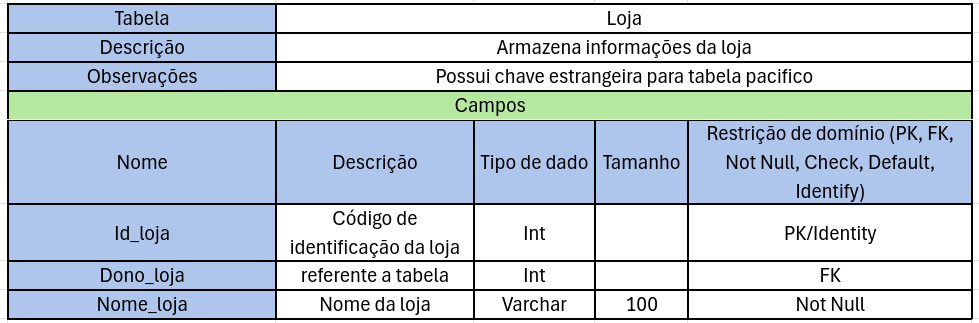 Tabela Loja
Descrição Armazena informações da loja
Observações Possui chave estrangeira para tabela pacifico
Campos
Nome Descrição Tipo de dado Tamanho Restrição de domínio (PK, FK,
Not Null, Check, Default,
Identify)
Id_loja Código de
identificação da loja Int PK/Identity
Dono_loja referente a tabela Int FK
Nome_loja Nome da loja Varchar 100 Not Null